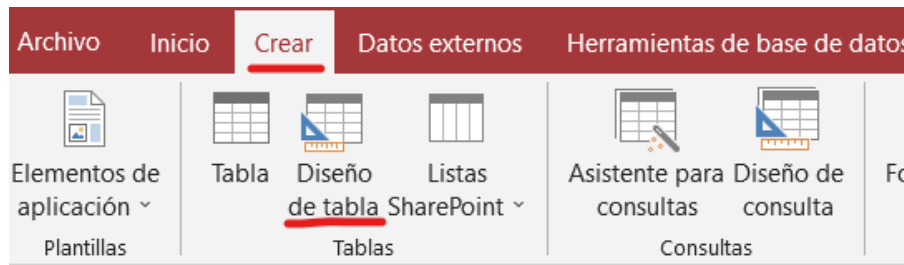 Archivo Inicio Crear Datos externos Herramientas de base de datos
Elementos de aplicación
Tabla
Diseño de tabla
Listas SharePoint
Asistente para consultas
Diseño de consulta
Plantillas Tablas Consultas